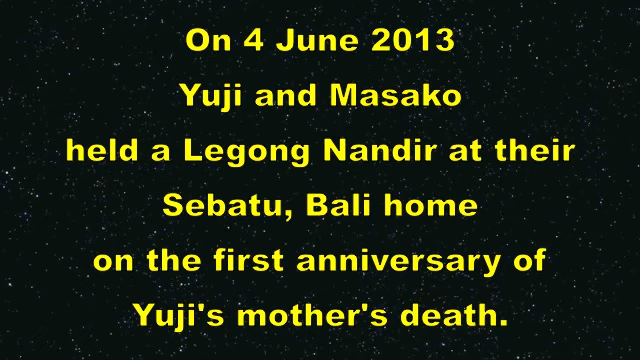 On 4 June 2013
Yuji and Masako
held a Legong Nandir at their
Sebatu, Bali home
on the first anniversary of
Yuji's mother's death.